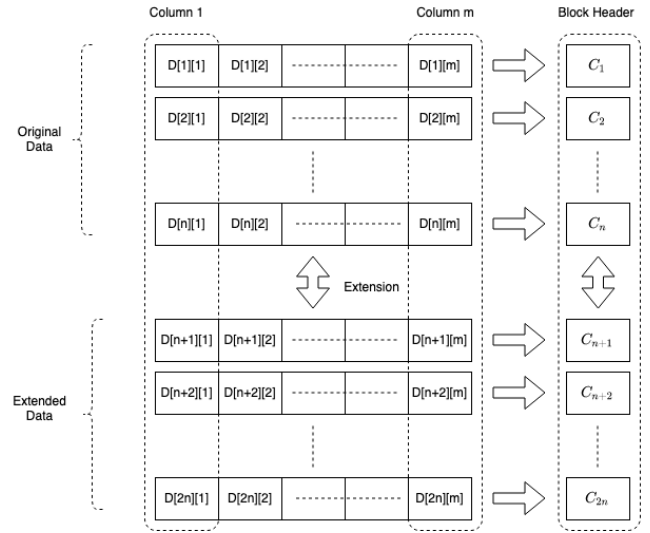 Column 1 Column m Block Header
D[1][1] D[1][2] D[1][m] C₁
D[2][1] D[2][2] D[2][m] C₂
Original
Data
D[n][1] D[n][2] D[n][m] Cₙ
Extension
D[n+1][1] D[n+1][2] D[n+1][m] Cₙ₊₁
D[n+2][1] D[n+2][2] D[n+2][m] Cₙ₊₂
Extended
Data
D[2n][1] D[2n][2] D[2n][m] C₂ₙ